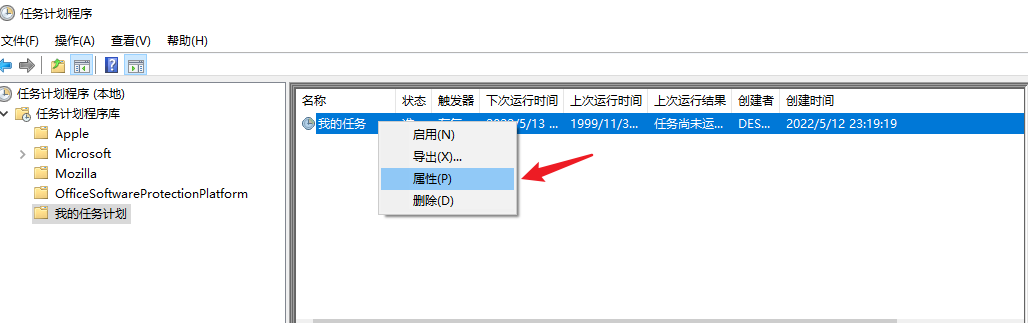 任务计划程序
文件(F) 操作(A) 查看(V) 帮助(H)
任务计划程序 (本地)
任务计划程序库
Apple
Microsoft
Mozilla
OfficeSoftwareProtectionPlatform
我的任务计划
名称 状态 触发器 下次运行时间 上次运行时间 上次运行结果 创建者 创建时间
我的任务 2022/5/13 ... 1999/11/3... 任务尚未运... DES... 2022/5/12 23:19:19
启用(N)
导出(X)...
属性(P)
删除(D)